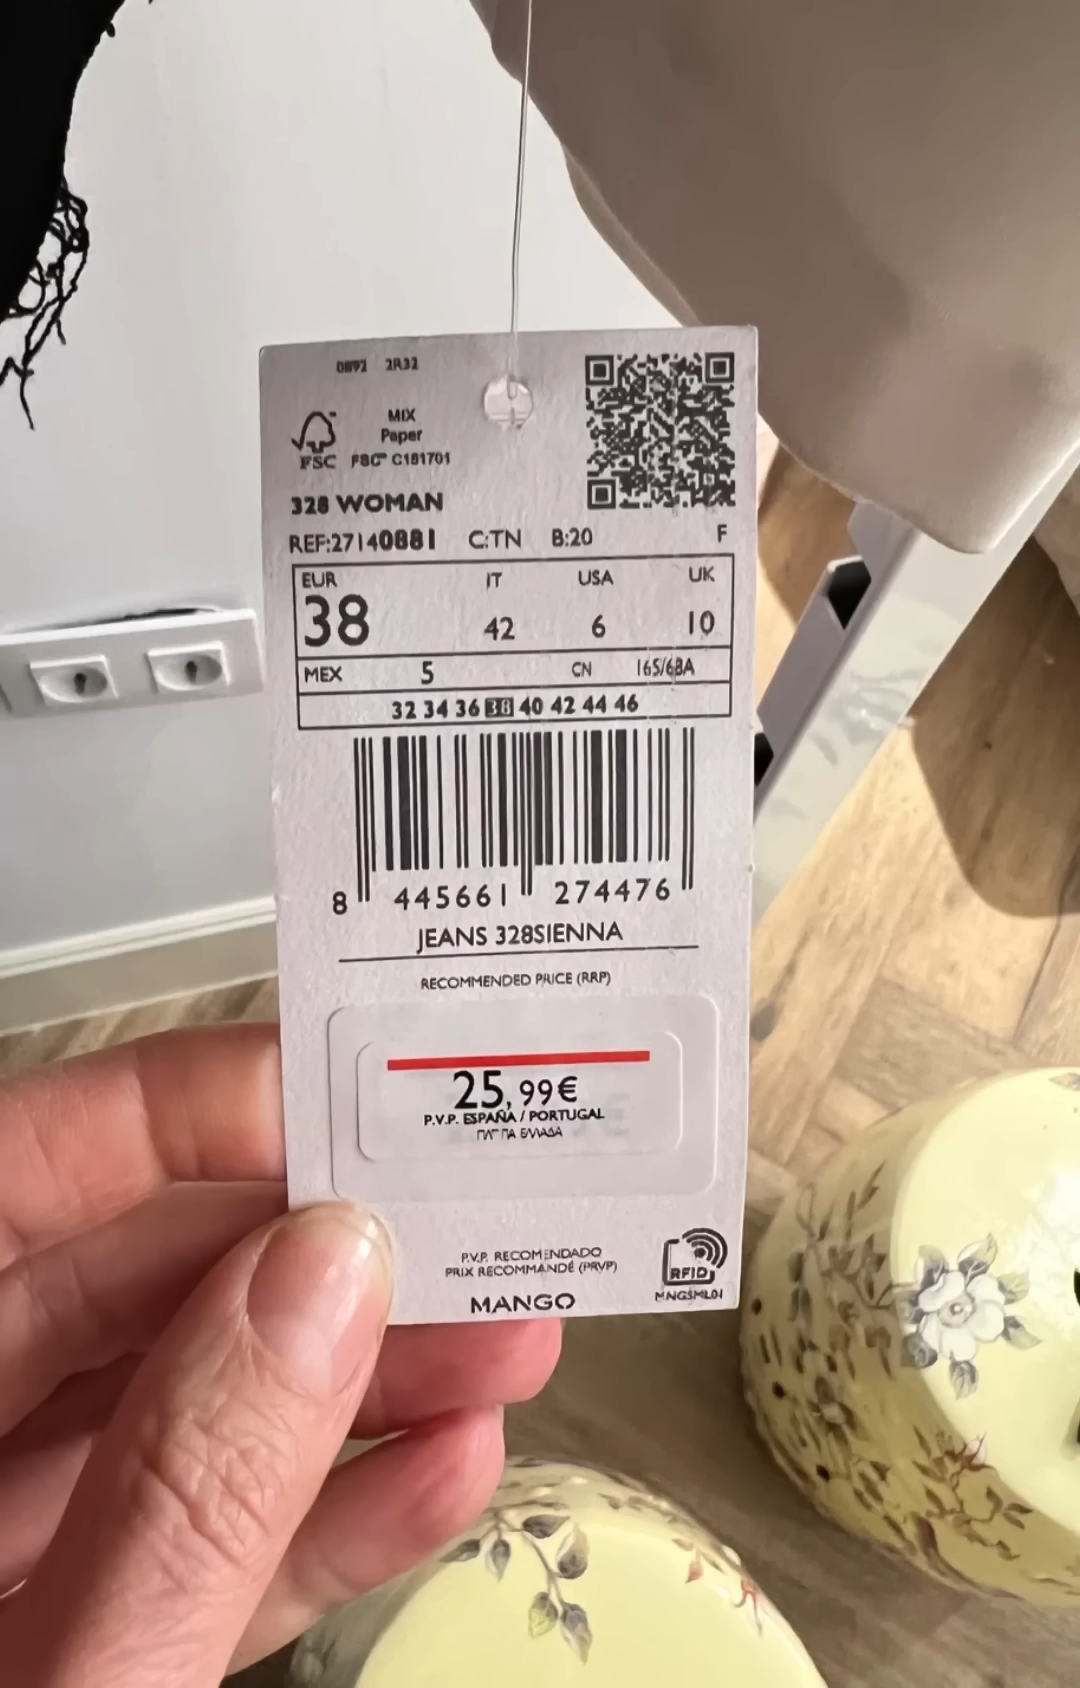 0892 2R32
MIX
Paper
FSC FSC™ C181701
328 WOMAN
REF:27140881 C:TN B:20 F
EUR IT USA UK
38 42 6 10
MEX 5 CN 165/68A
32 34 36 38 40 42 44 46
8 445661 274476
JEANS 328SIENNA
RECOMMENDED PRICE (RRP)
25,99€
P.V.P. ESPAÑA / PORTUGAL
P.V.P. RECOMENDADO
PRIX RECOMMANDÉ (PRVP)
RFID
MANGO
MNGSML01